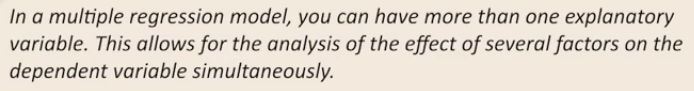 In a multiple regression model, you can have more than one explanatory
variable. This allows for the analysis of the effect of several factors on the
dependent variable simultaneously.